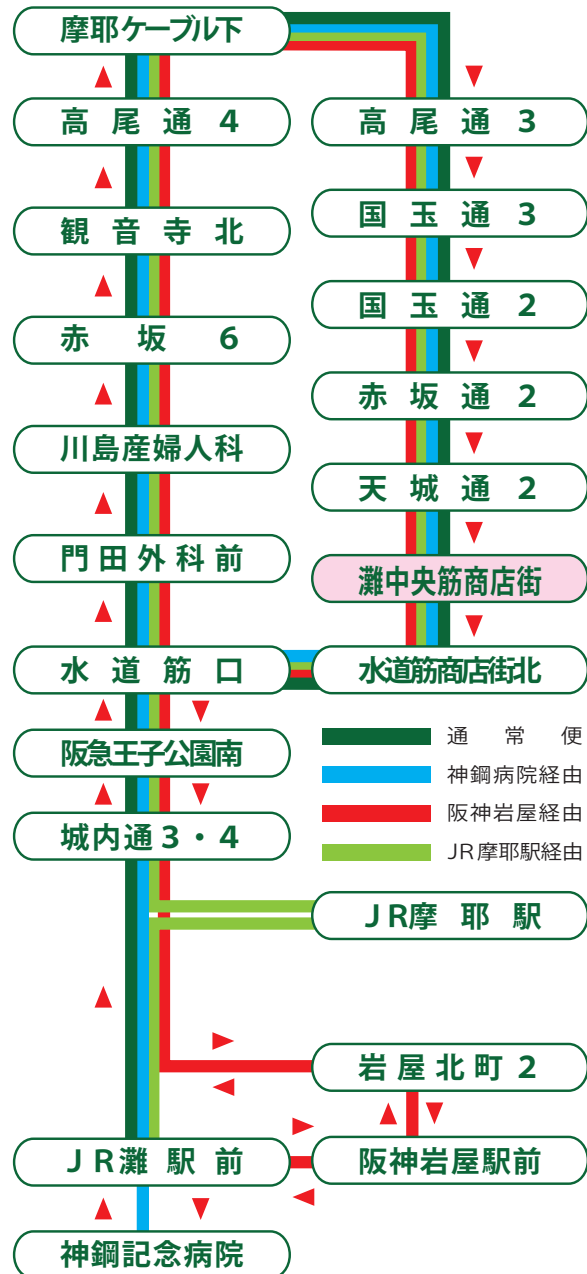 摩耶ケーブル下
高尾通4
高尾通3
観音寺北
国玉通3
赤坂6
国玉通2
川島産婦人科
赤坂通2
門田外科前
天城通2
灘中央筋商店街
水道筋口
水道筋商店街北
阪急王子公園南
城内通3・4
通常便
神鋼病院経由
阪神岩屋経由
JR摩耶駅経由
JR摩耶駅
岩屋北町2
JR灘駅前
阪神岩屋駅前
神鋼記念病院